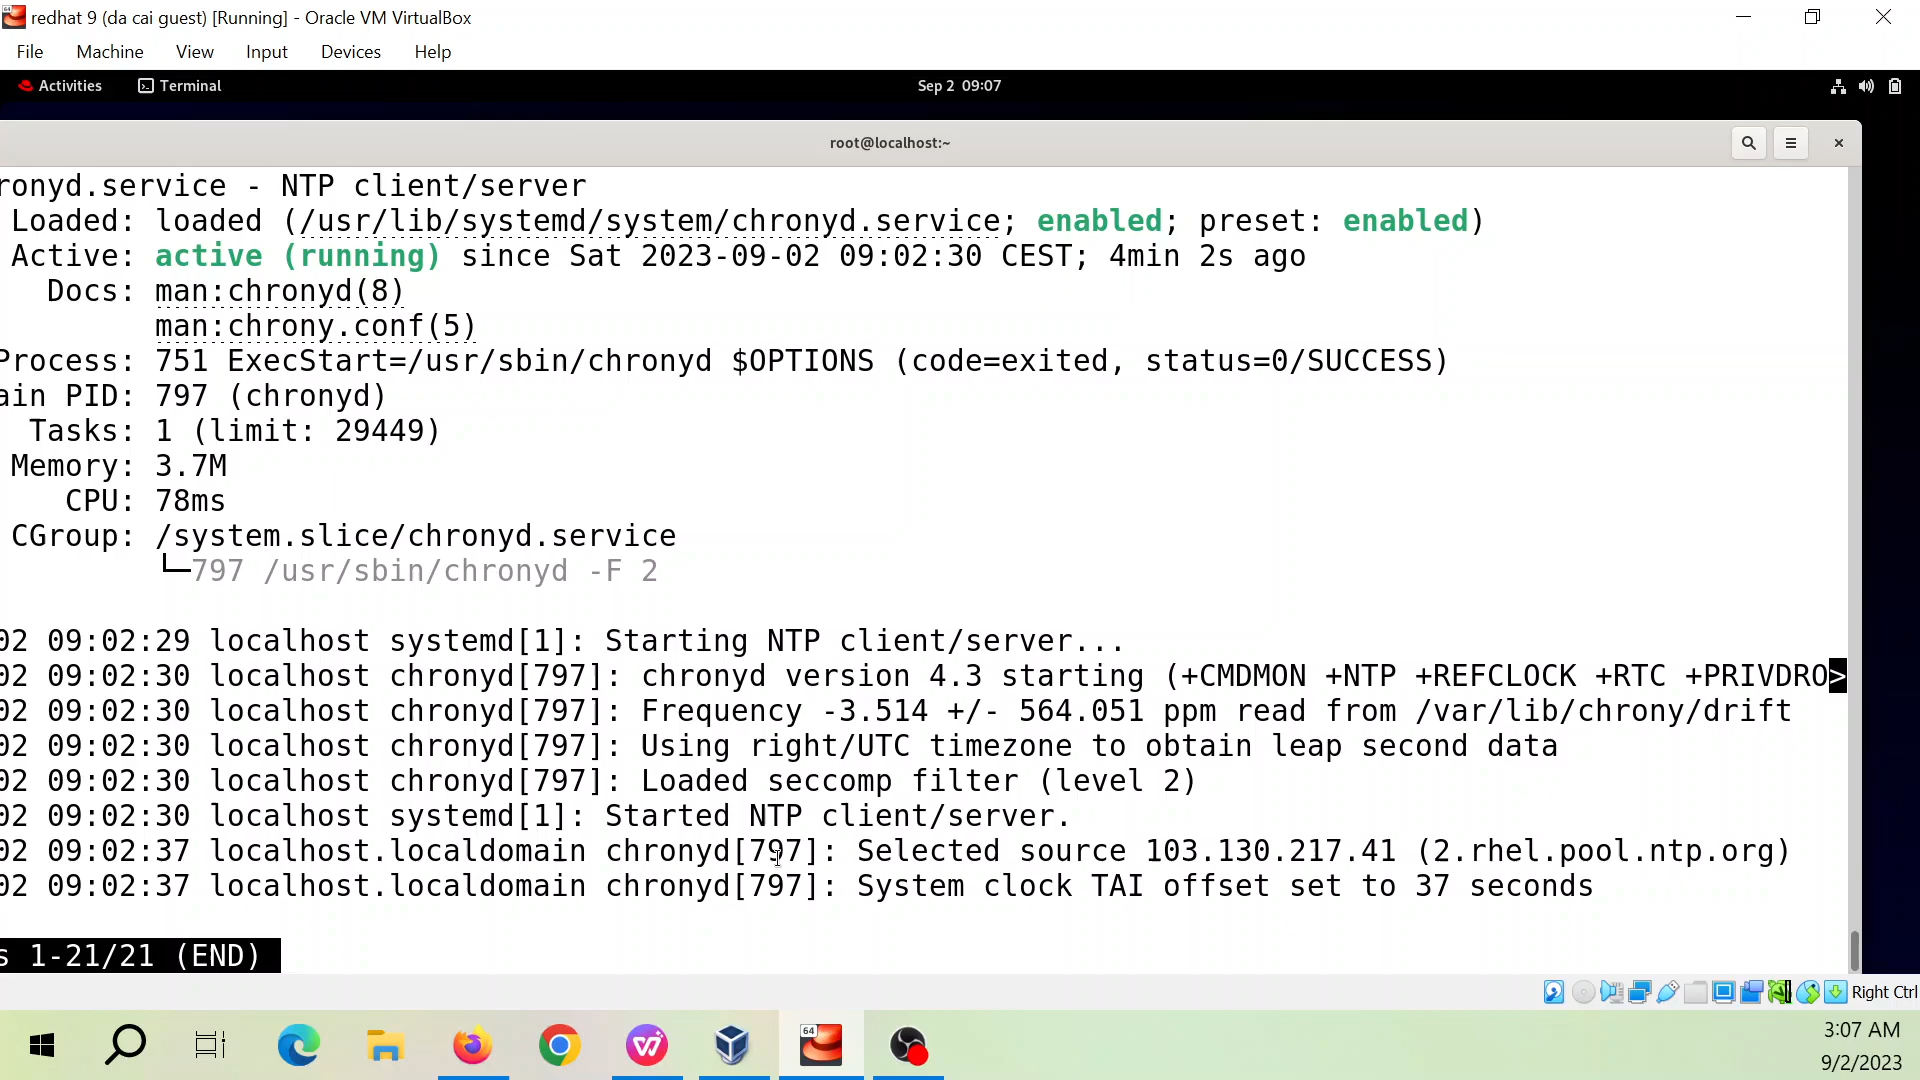 redhat 9 (da cai guest) [Running] - Oracle VM VirtualBox
File Machine View Input Devices Help
Activities Terminal Sep 2 09:07
root@localhost:~
ronyd.service - NTP client/server
Loaded: loaded (/usr/lib/systemd/system/chronyd.service; enabled; preset: enabled)
Active: active (running) since Sat 2023-09-02 09:02:30 CEST; 4min 2s ago
Docs: man:chronyd(8)
man:chrony.conf(5)
Process: 751 ExecStart=/usr/sbin/chronyd $OPTIONS (code=exited, status=0/SUCCESS)
ain PID: 797 (chronyd)
Tasks: 1 (limit: 29449)
Memory: 3.7M
CPU: 78ms
CGroup: /system.slice/chronyd.service
└─797 /usr/sbin/chronyd -F 2
02 09:02:29 localhost systemd[1]: Starting NTP client/server...
02 09:02:30 localhost chronyd[797]: chronyd version 4.3 starting (+CMDMON +NTP +REFCLOCK +RTC +PRIVDRO>
02 09:02:30 localhost chronyd[797]: Frequency -3.514 +/- 564.051 ppm read from /var/lib/chrony/drift
02 09:02:30 localhost chronyd[797]: Using right/UTC timezone to obtain leap second data
02 09:02:30 localhost chronyd[797]: Loaded seccomp filter (level 2)
02 09:02:30 localhost systemd[1]: Started NTP client/server.
02 09:02:37 localhost.localdomain chronyd[797]: Selected source 103.130.217.41 (2.rhel.pool.ntp.org)
02 09:02:37 localhost.localdomain chronyd[797]: System clock TAI offset set to 37 seconds
s 1-21/21 (END)
Right Ctrl
64
3:07 AM
9/2/2023